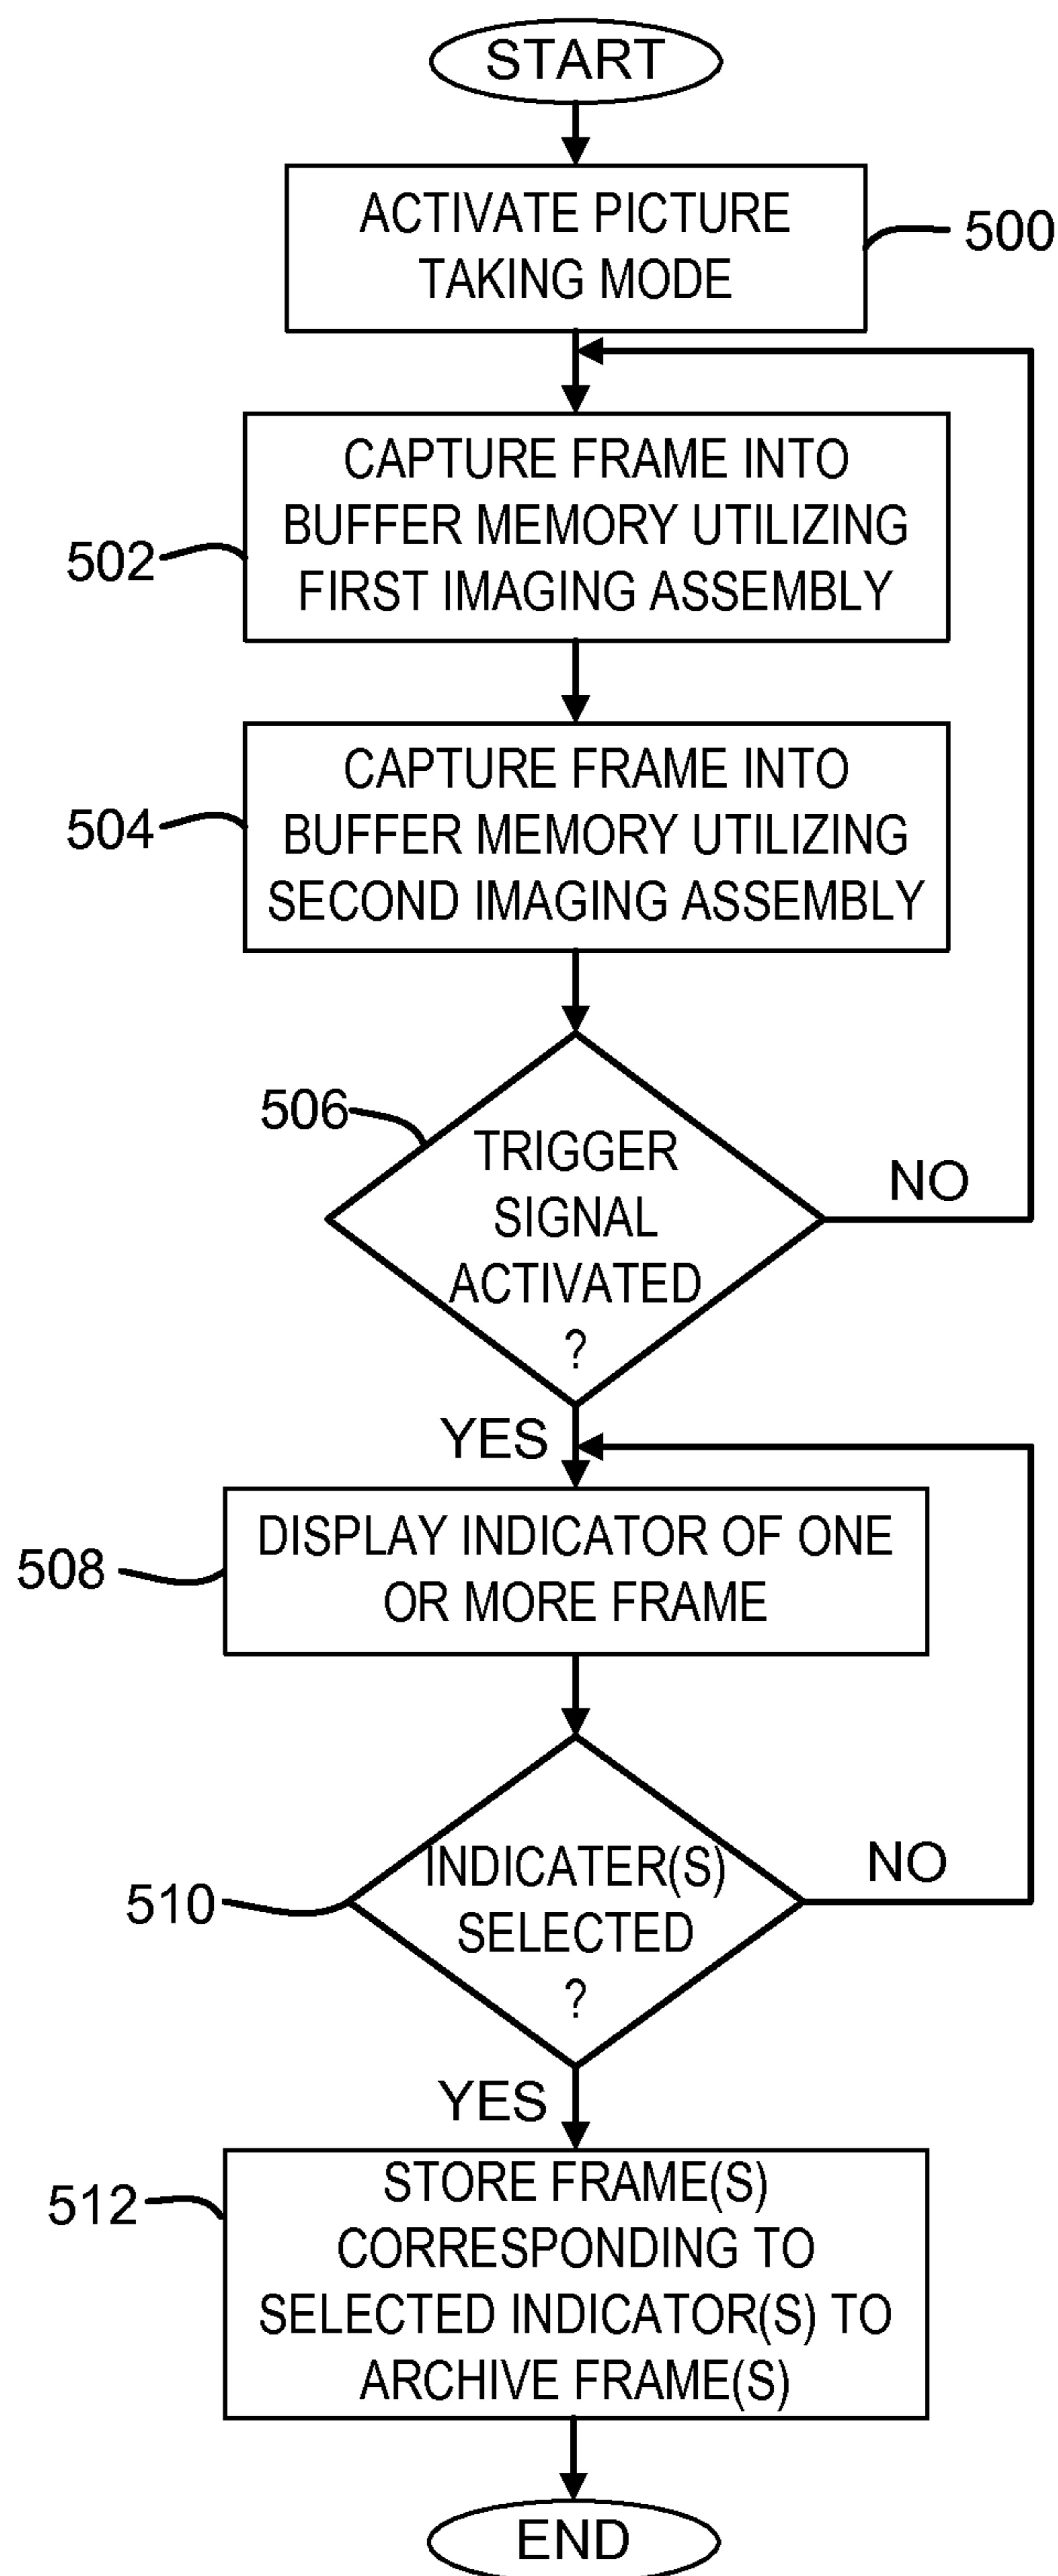 START
ACTIVATE PICTURE
TAKING MODE
500
CAPTURE FRAME INTO
BUFFER MEMORY UTILIZING
FIRST IMAGING ASSEMBLY
502
CAPTURE FRAME INTO
BUFFER MEMORY UTILIZING
SECOND IMAGING ASSEMBLY
504
506
TRIGGER
SIGNAL
ACTIVATED
?
NO
YES
DISPLAY INDICATOR OF ONE
OR MORE FRAME
508
INDICATER(S)
SELECTED
?
510
NO
YES
STORE FRAME(S)
CORRESPONDING TO
SELECTED INDICATOR(S) TO
ARCHIVE FRAME(S)
512
END